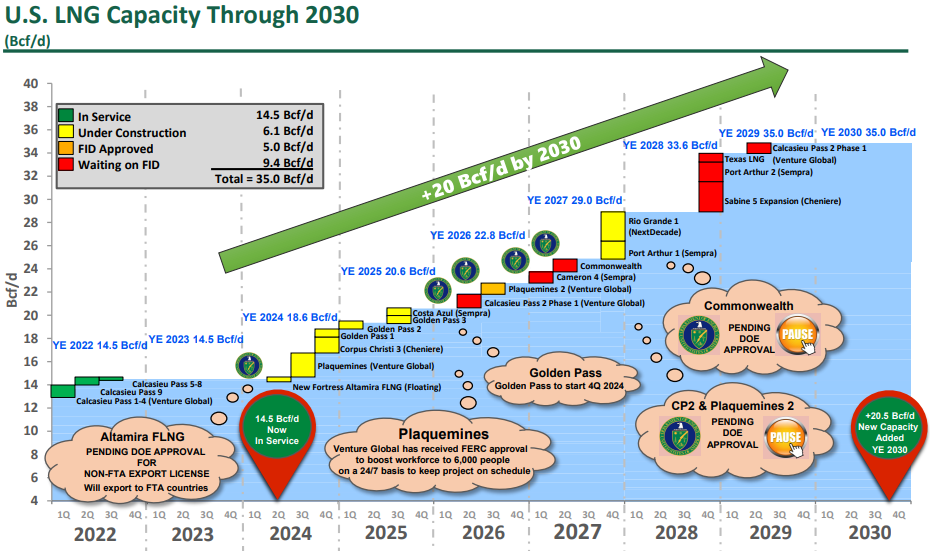 U.S. LNG Capacity Through 2030
(Bcf/d)
Bcf/d
40
38
36
34
32
30
28
26
24
22
20
18
16
14
12
10
8
6
4
In Service 14.5 Bcf/d
Under Construction 6.1 Bcf/d
FID Approved 5.0 Bcf/d
Waiting on FID 9.4 Bcf/d
Total = 35.0 Bcf/d
+20 Bcf/d by 2030
YE 2022 14.5 Bcf/d
YE 2023 14.5 Bcf/d
YE 2024 18.6 Bcf/d
YE 2025 20.6 Bcf/d
YE 2026 22.8 Bcf/d
YE 2027 29.0 Bcf/d
YE 2028 33.6 Bcf/d
YE 2029 35.0 Bcf/d
YE 2030 35.0 Bcf/d
Calcasieu Pass 2 Phase 1
(Venture Global)
Texas LNG
Port Arthur 2 (Sempra)
Sabine 5 Expansion (Cheniere)
Rio Grande 1
(NextDecade)
Port Arthur 1 (Sempra)
Commonwealth
Cameron 4 (Sempra)
Plaquemines 2 (Venture Global)
Calcasieu Pass 2 Phase 1 (Venture Global)
Costa Azul (Sempra)
Golden Pass 3
Golden Pass 2
Golden Pass 1
Corpus Christi 3 (Cheniere)
Plaquemines (Venture Global)
New Fortress Altamira FLNG (Floating)
Calcasieu Pass 5-8
Calcasieu Pass 9
Calcasieu Pass 1-4 (Venture Global)
Altamira FLNG
PENDING DOE APPROVAL
FOR
NON-FTA EXPORT LICENSE
Will export to FTA countries
14.5 Bcf/d
Now
In Service
Plaquemines
Venture Global has received FERC approval
to boost workforce to 6,000 people
on a 24/7 basis to keep project on schedule
Golden Pass
Golden Pass to start 4Q 2024
Commonwealth
PENDING
DOE
APPROVAL
PAUSE
CP2 & Plaquemines 2
PENDING
DOE
APPROVAL
PAUSE
+20.5 Bcf/d
New Capacity
Added
YE 2030
1Q 2Q 3Q 4Q 1Q 2Q 3Q 4Q 1Q 2Q 3Q 4Q 1Q 2Q 3Q 4Q 1Q 2Q 3Q 4Q 1Q 2Q 3Q 4Q 1Q 2Q 3Q 4Q 1Q 2Q 3Q 4Q 1Q 2Q 3Q 4Q
2022 2023 2024 2025 2026 2027 2028 2029 2030